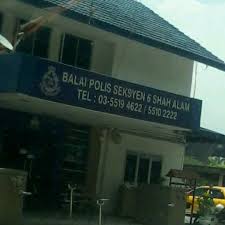 BALAI POLIS SEKSYEN 6 SHAH ALAM
TEL : 03-5519 4622 / 5510 2222